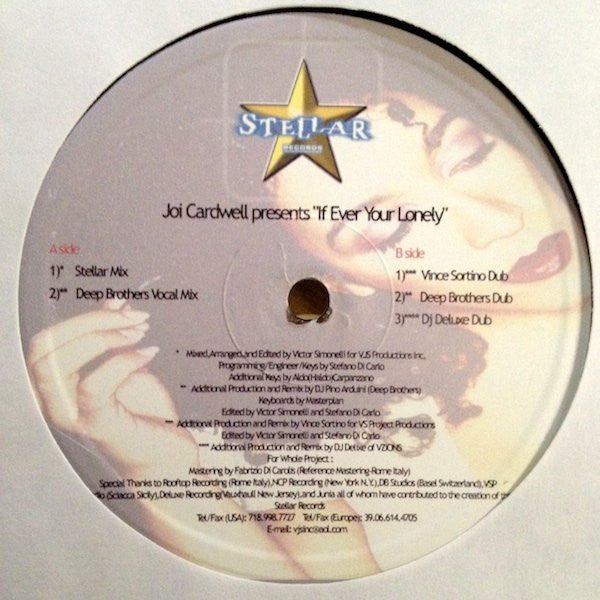 STELLAR
RECORDS
Joi Cardwell presents "If Ever Your Lonely"
A side
1)* Stellar Mix
2)** Deep Brothers Vocal Mix
B side
1)*** Vince Sortino Dub
2)** Deep Brothers Dub
3)**** Dj Deluxe Dub
* Mixed,Arranged,and Edited by Victor Simonelli for VJS Productions Inc,
Programming/Engineer/Keys by Stefano Di Carlo
Additional Keys by Aldo(Haldo)Carpanzano
** Additional Production and Remix by DJ Pino Arduini (Deep Brothers)
Keyboards by Masterplan
Edited by Victor Simonelli and Stefano Di Carlo
*** Additional Production and Remix by Vince Sortino for VS Project Productions
Edited by Victor Simonelli and Stefano Di Carlo
**** Additional Production and Remix by DJ Delixe of VZIONS
For Whole Project :
Mastering by Fabrizio Di Carolis (Reference Mastering-Rome Italy)
Special Thanks to Rooftop Recording (Rome Italy),NCP Recording (New York N.Y.),DB Studios (Basel Switzerland),VSP
dio (Sciacca Sicily),Deluxe Recording(Vauxhaull New Jersey),and Junia all of whom have contributed to the creation of th
Stellar Records
Tel/Fax (USA): 718.998.7727 Tel/Fax (Europe): 39.06.614.4705
E-mail: vjsinc@aol.com